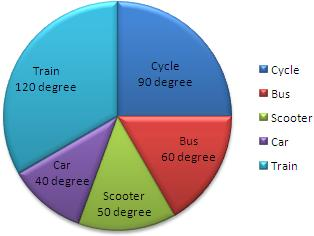 Cycle
90 degree
Bus
60 degree
Scooter
50 degree
Car
40 degree
Train
120 degree
Cycle
Bus
Scooter
Car
Train